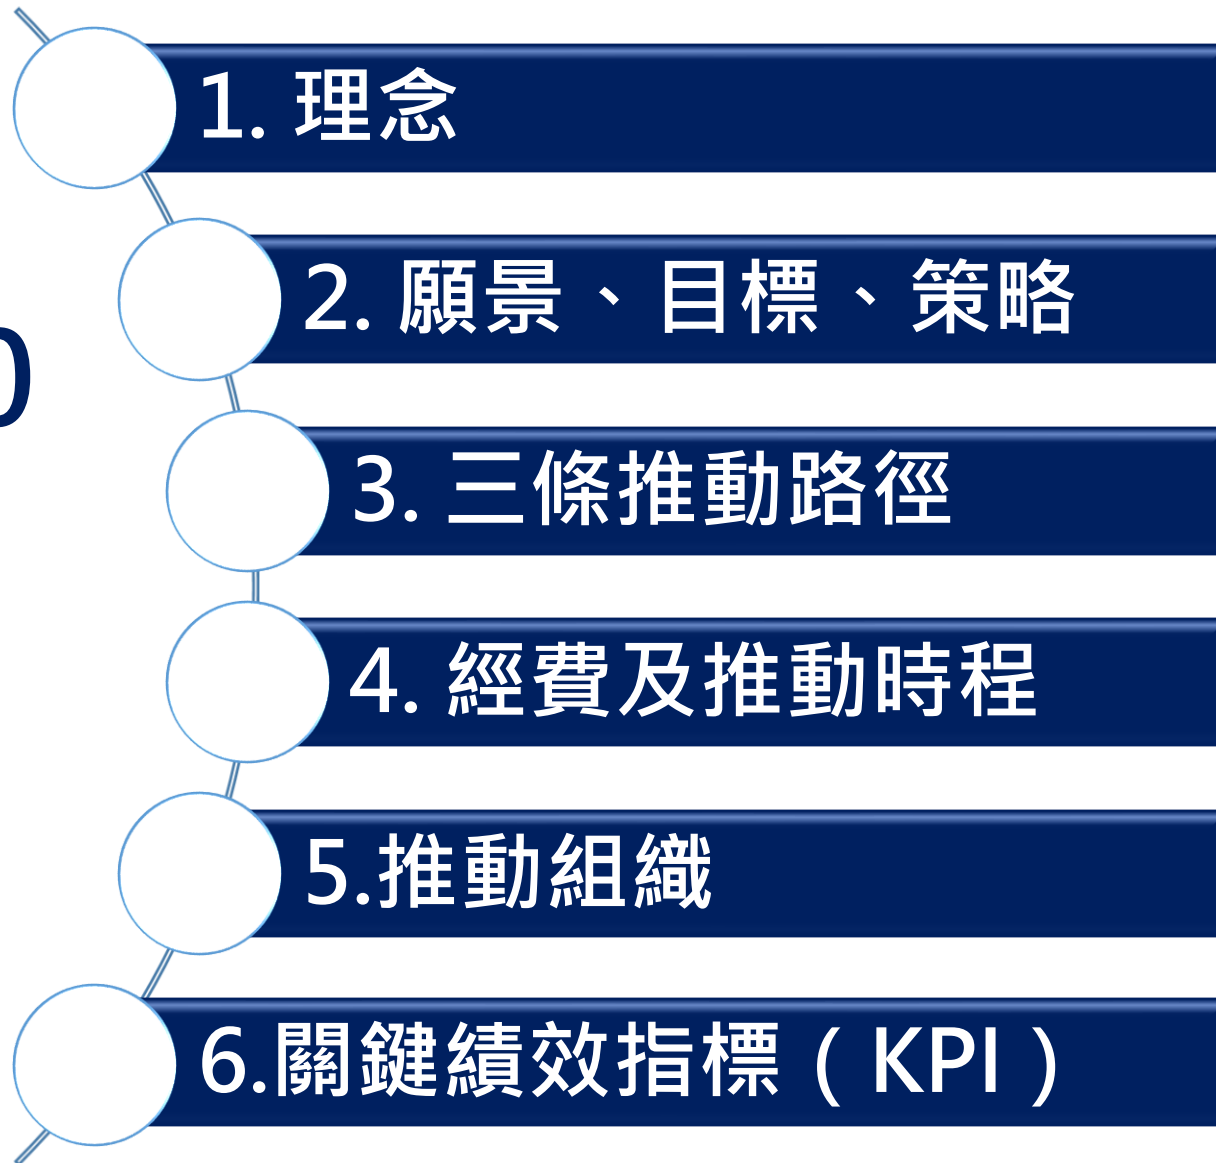 1. 理念
2. 願景、目標、策略
3. 三條推動路徑
4. 經費及推動時程
5.推動組織
6.關鍵績效指標（KPI）